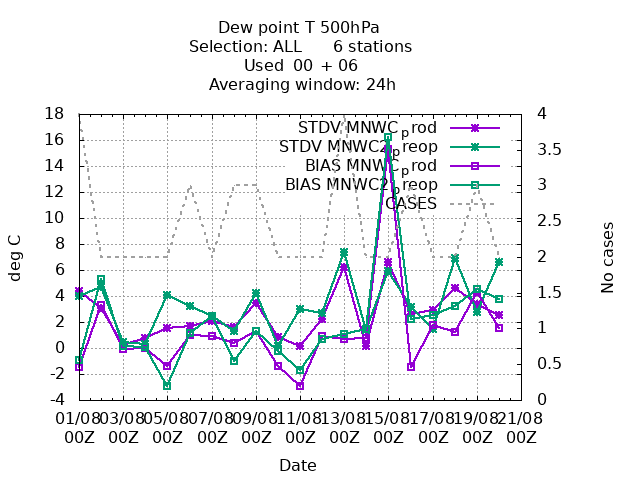 Dew point T 500hPa
Selection: ALL 6 stations
Used 00 + 06
Averaging window: 24h
STDV MNWC_prod
STDV MNWC2_preop
BIAS MNWC_prod
BIAS MNWC2_preop
CASES
deg C
18
16
14
12
10
8
6
4
2
0
-2
-4
No cases
4
3.5
3
2.5
2
1.5
1
0.5
0
01/08 03/08 05/08 07/08 09/08 11/08 13/08 15/08 17/08 19/08 21/08
00Z 00Z 00Z 00Z 00Z 00Z 00Z 00Z 00Z 00Z 00Z
Date